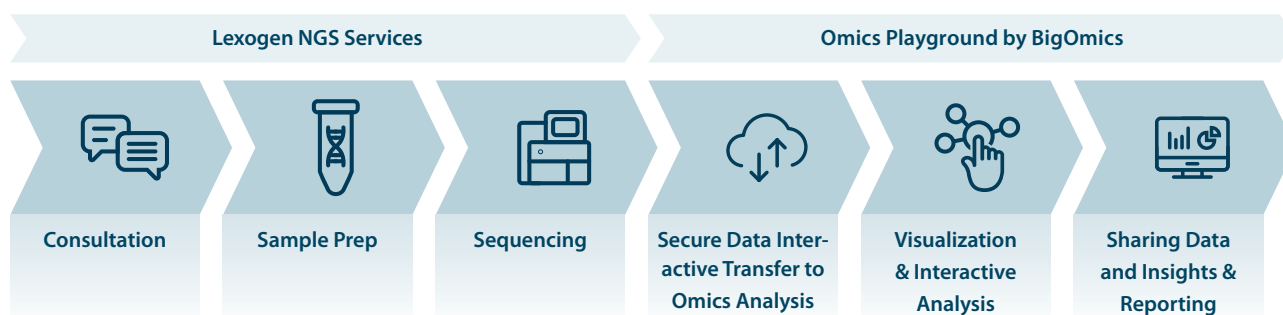 Lexogen NGS Services
Omics Playground by BigOmics
Consultation
Sample Prep
Sequencing
Secure Data Inter-
active Transfer to
Omics Analysis
Visualization
& Interactive
Analysis
Sharing Data
and Insights &
Reporting